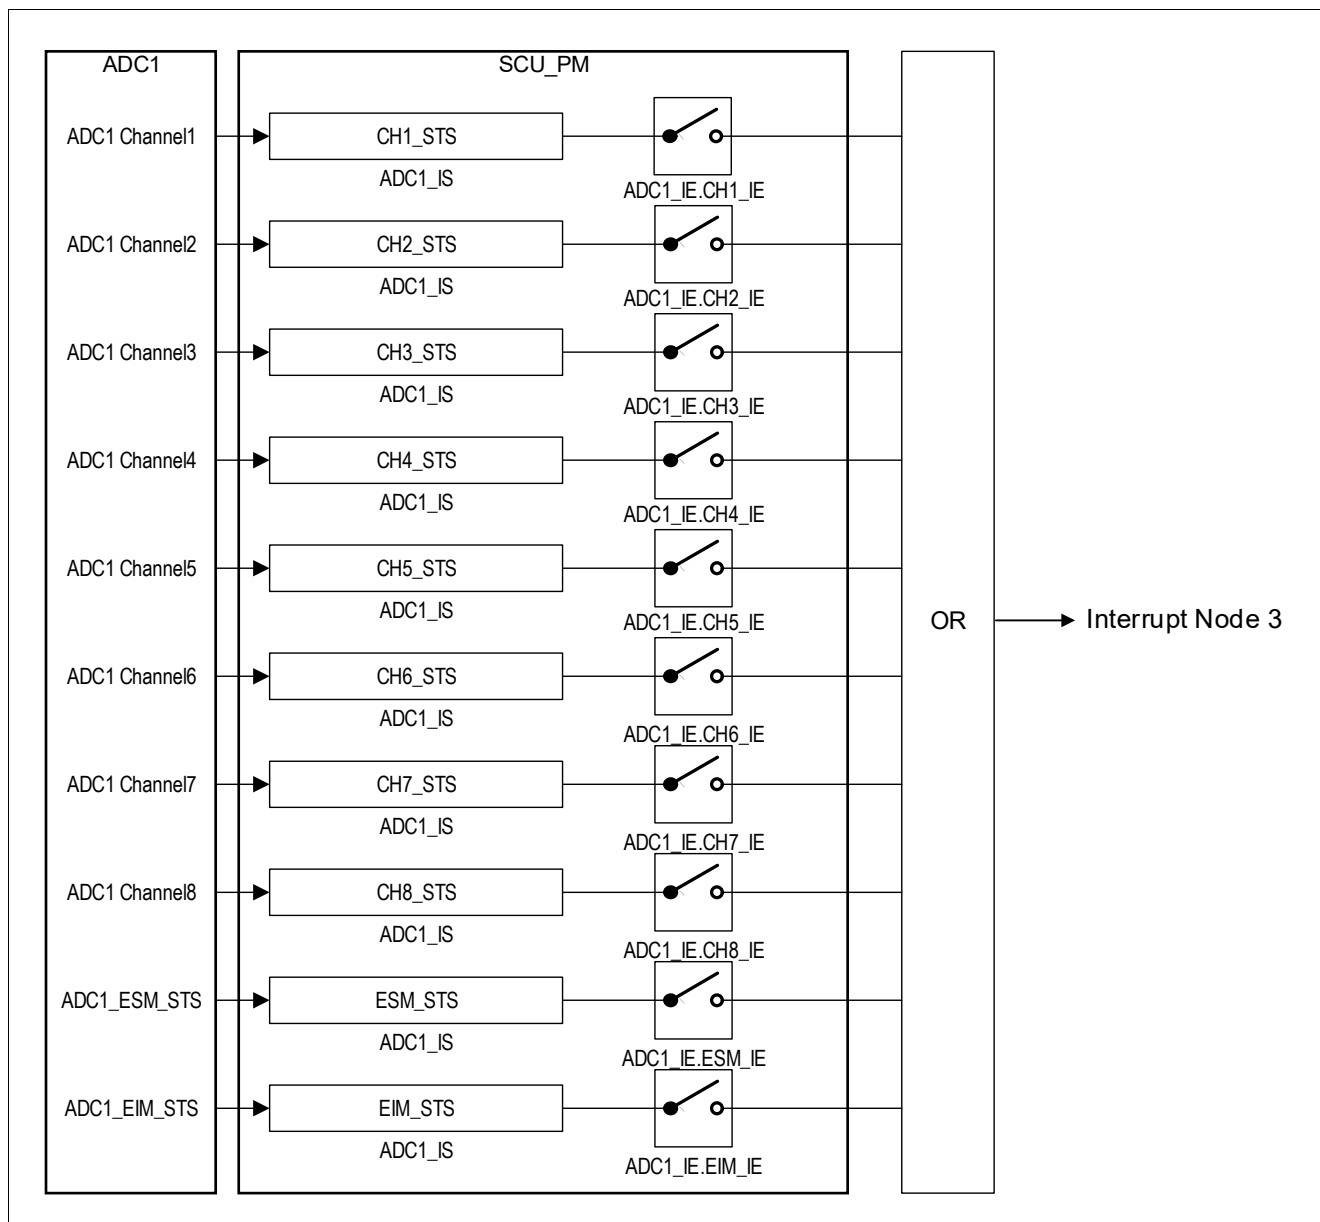 ADC1
SCU_PM
ADC1 Channel1
CH1_STS
ADC1_IS
ADC1_IE.CH1_IE
ADC1 Channel2
CH2_STS
ADC1_IS
ADC1_IE.CH2_IE
ADC1 Channel3
CH3_STS
ADC1_IS
ADC1_IE.CH3_IE
ADC1 Channel4
CH4_STS
ADC1_IS
ADC1_IE.CH4_IE
ADC1 Channel5
CH5_STS
ADC1_IS
ADC1_IE.CH5_IE
OR
Interrupt Node 3
ADC1 Channel6
CH6_STS
ADC1_IS
ADC1_IE.CH6_IE
ADC1 Channel7
CH7_STS
ADC1_IS
ADC1_IE.CH7_IE
ADC1 Channel8
CH8_STS
ADC1_IS
ADC1_IE.CH8_IE
ADC1_ESM_STS
ESM_STS
ADC1_IS
ADC1_IE.ESM_IE
ADC1_EIM_STS
EIM_STS
ADC1_IS
ADC1_IE.EIM_IE